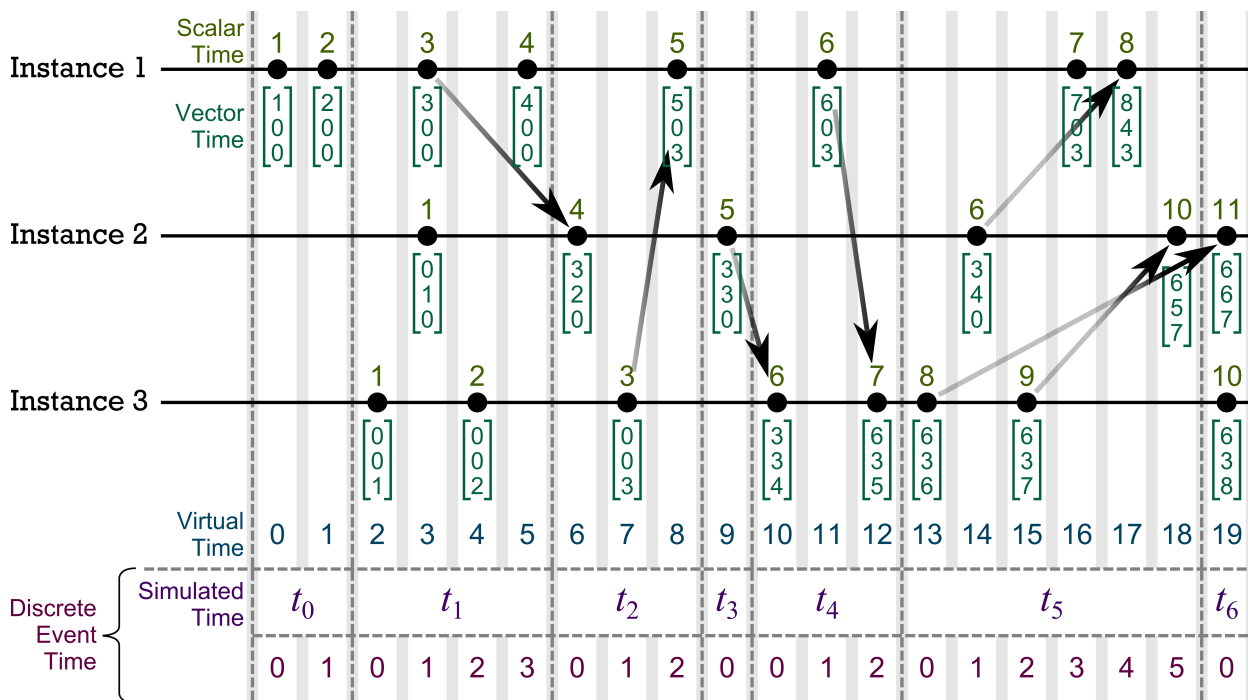 Scalar
Time
1 2 3 4 5 6 7 8
Instance 1
Vector
Time
1 2 3 4 5 6 7 8
0 0 0 0 0 0 0 4
0 0 0 0 3 3 3 3
1 4 5 6 10 11
Instance 2
0 3 3 3 6 6
1 2 3 4 5 6
0 0 0 0 7 7
1 2 3 6 7 8 9 10
Instance 3
0 0 0 3 6 6 6 6
0 0 0 3 3 3 3 3
1 2 3 4 5 6 7 8
Virtual
Time
0 1 2 3 4 5 6 7 8 9 10 11 12 13 14 15 16 17 18 19
Discrete
Event
Time
Simulated
Time
t0 t1 t2 t3 t4 t5 t6
0 1 0 1 2 3 0 1 2 0 0 1 2 0 1 2 3 4 5 0